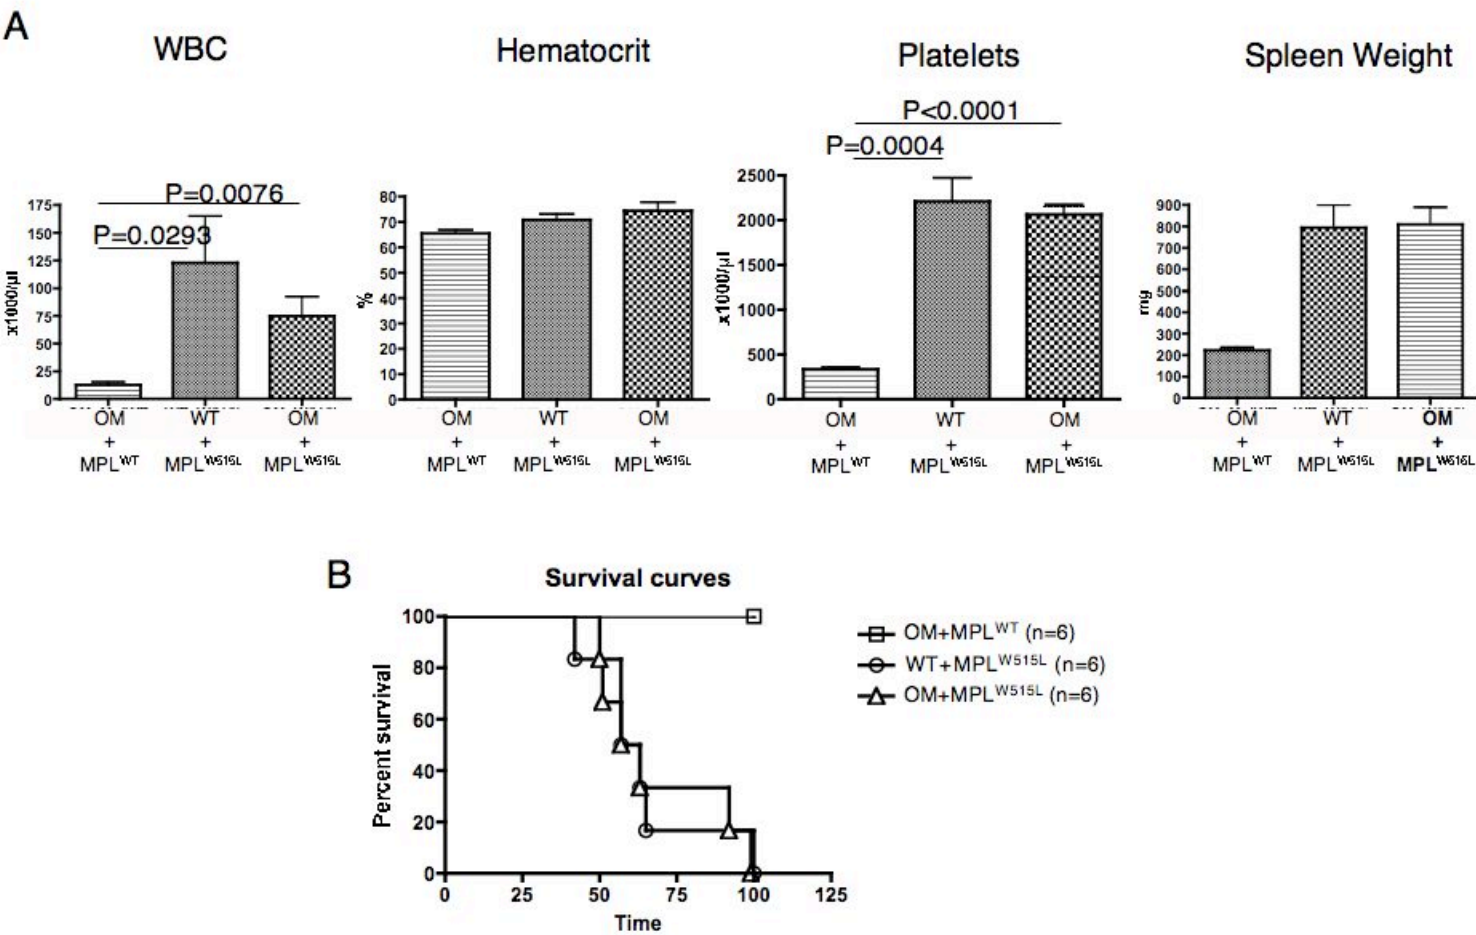 A
WBC
Hematocrit
Platelets
Spleen Weight
P=0.0076
P=0.0293
175
150
125
100
75
50
25
0
x1000/µl
OM + MPL^WT
WT + MPL^W515L
OM + MPL^W515L
80
70
60
50
40
30
20
10
0
%
OM + MPL^WT
WT + MPL^W515L
OM + MPL^W515L
P<0.0001
P=0.0004
2500
2000
1500
1000
500
0
x1000/µl
OM + MPL^WT
WT + MPL^W515L
OM + MPL^W515L
900
800
700
600
500
400
300
200
100
0
mg
OM + MPL^WT
WT + MPL^W515L
OM + MPL^W515L
B
Survival curves
100
80
60
40
20
0
Percent survival
0 25 50 75 100 125
Time
OM+MPL^WT (n=6)
WT+MPL^W515L (n=6)
OM+MPL^W515L (n=6)